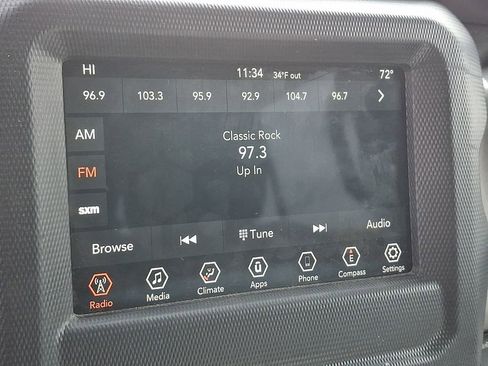 HI 11:34 34°F out 72°
96.9 103.3 95.9 92.9 104.7 96.7
AM
Classic Rock
97.3
FM
Up In
sxm
Browse Tune Audio
Radio Media Climate Apps Phone Compass Settings
E